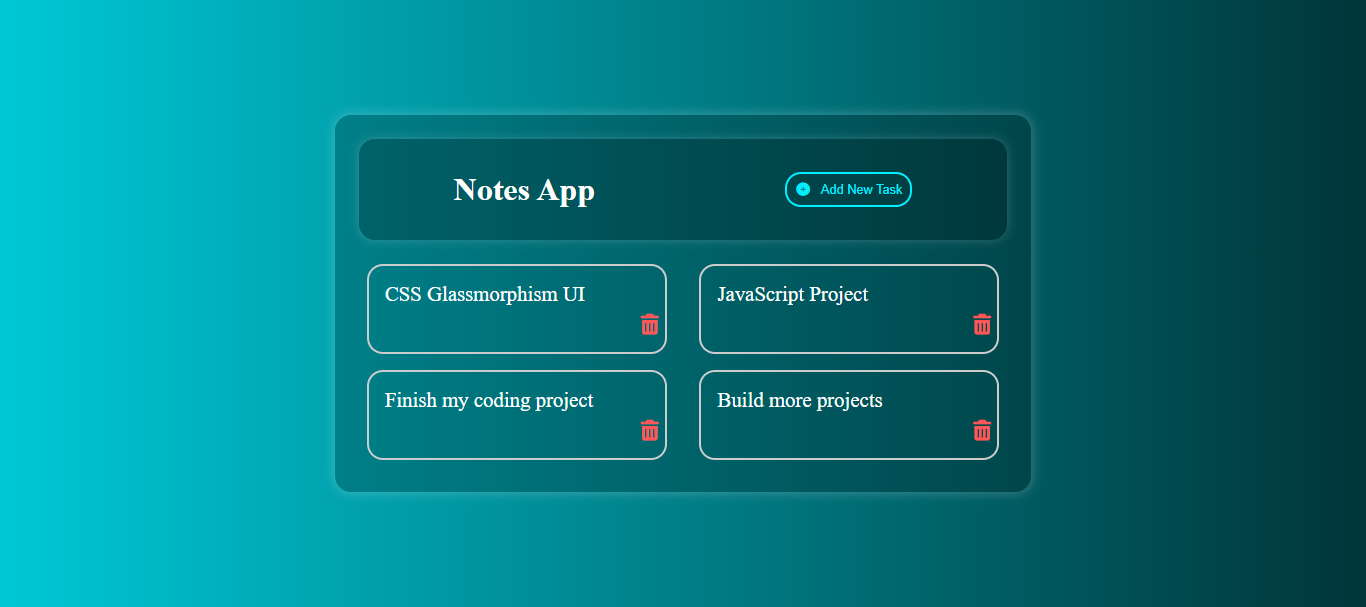 Notes App
Add New Task
CSS Glassmorphism UI
JavaScript Project
Finish my coding project
Build more projects